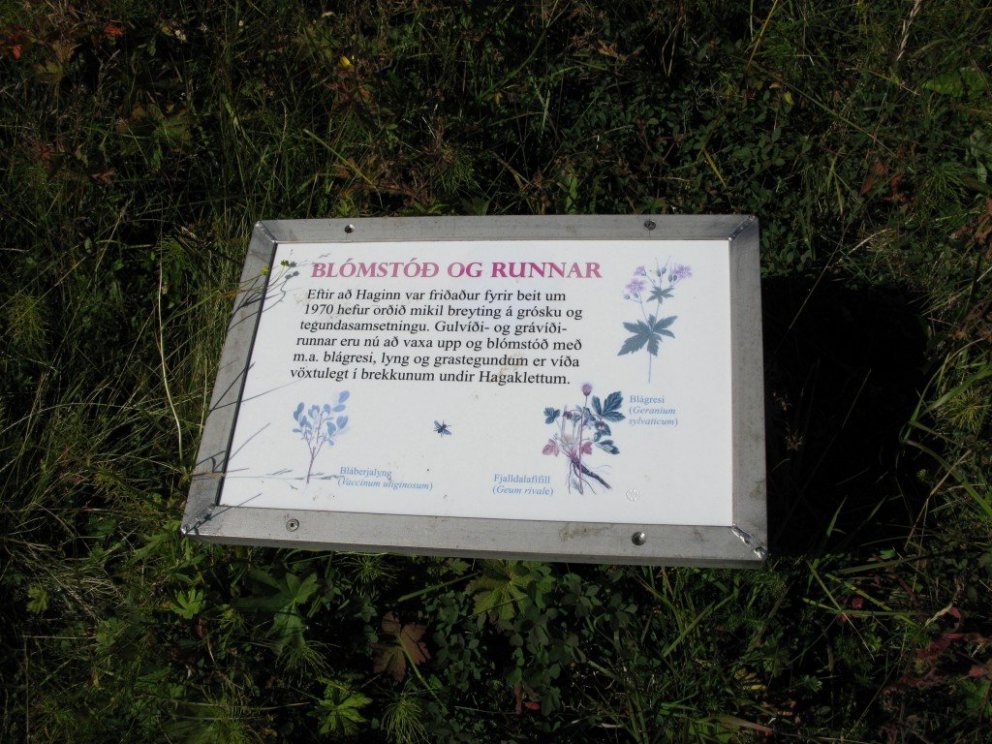 BLÓMSTÓÐ OG RUNNAR
Eftir að Haginn var friðaður fyrir beit um
1970 hefur orðið mikil breyting á grósku og
tegundasamsetningu. Gulvíði- og grávíði-
runnar eru nú að vaxa upp og blómstóð með
m.a. blágresi, lyng og grastegundum er víða
vöxtulegt í brekkunum undir Hagaklettum.
Blágresi
(Geranium
sylvaticum)
Bláberjalyng
(Vaccinum uliginosum)
Fjalldalafífill
(Geum rivale)